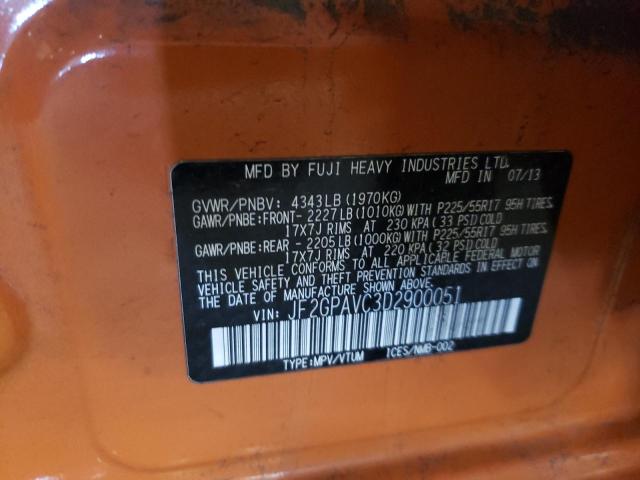 MFD BY FUJI HEAVY INDUSTRIES LTD.
MFD IN 07/13
GVWR/PNBV: 4343LB(1970KG)
GAWR/PNBE:FRONT- 2227LB(1010KG)WITH P225/55R17 95H TIRES,
17X7J RIMS AT 230 KPA(33 PSI)COLD
GAWR/PNBE:REAR - 2205LB(1000KG)WITH P225/55R17 95H TIRES,
17X7J RIMS AT 220 KPA(32 PSI)COLD
THIS VEHICLE CONFORMS TO ALL APPLICABLE FEDERAL MOTOR
VEHICLE SAFETY AND THEFT PREVENTION STANDARDS IN EFFECT
ON THE DATE OF MANUFACTURE SHOWN ABOVE.
VIN: JF2GPAVC3D2900051
TYPE:MPV/VTUM ICES/NMB-002